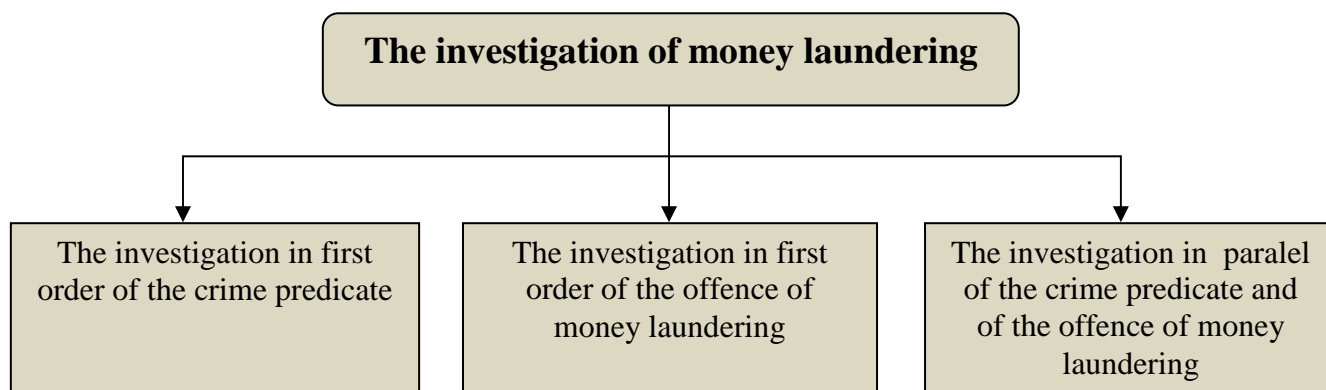 The investigation of money laundering
The investigation in first
order of the crime predicate
The investigation in first
order of the offence of
money laundering
The investigation in paralel
of the crime predicate and
of the offence of money
laundering